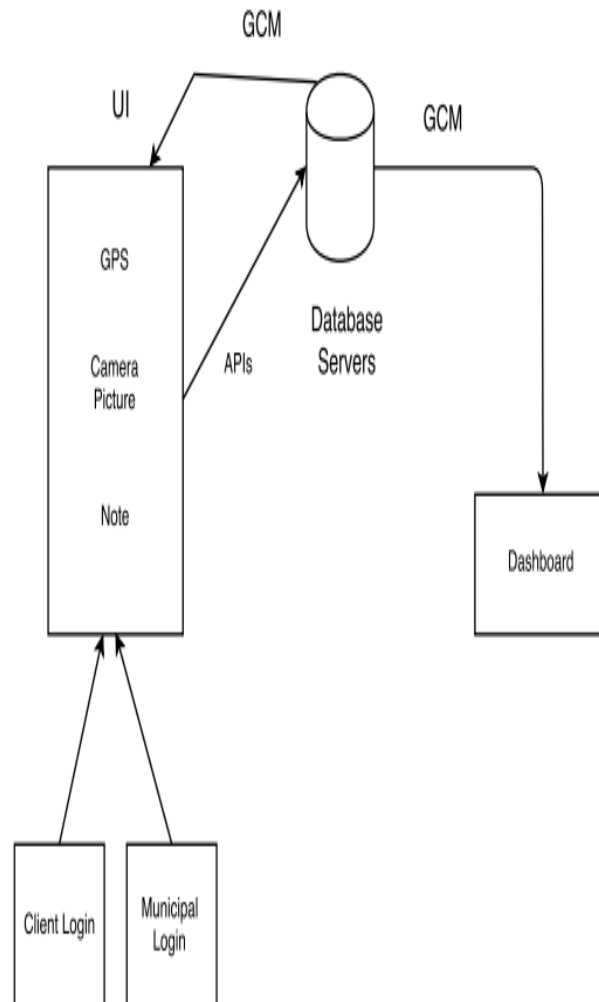 GCM
UI
GCM
GPS
Camera
Picture
APIs
Database
Servers
Note
Dashboard
Client Login
Municipal
Login